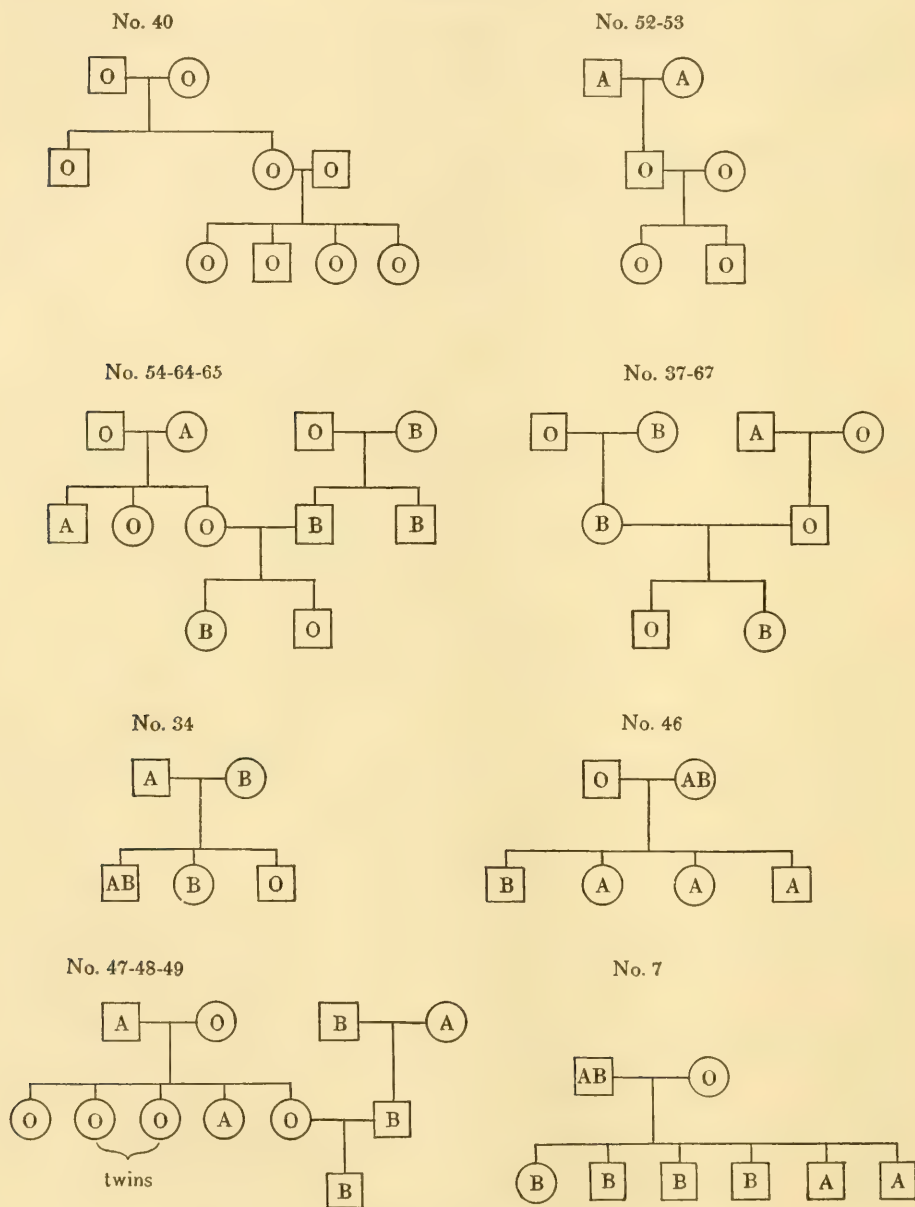 No. 40
O O
O O O
O O O O
No. 52-53
A A
O O
O O
No. 54-64-65
O A O B
A O O B B
B O
No. 37-67
O B A O
B O
O B
No. 34
A B
AB B O
No. 46
O AB
B A A A
No. 47-48-49
A O B A
O O O A O B
twins
B
No. 7
AB O
B B B B A A